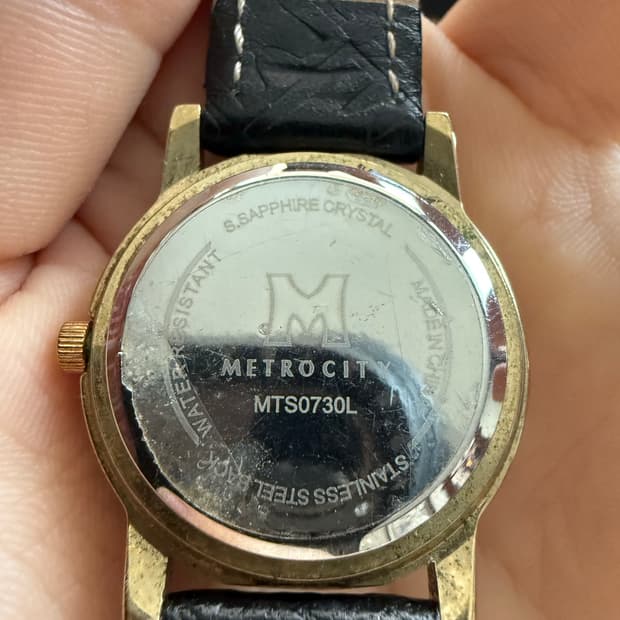 S.SAPPHIRE CRYSTAL
WATER RESISTANT
M
METROCITY
MTS0730L
MADE IN CHINA
STAINLESS STEEL BACK